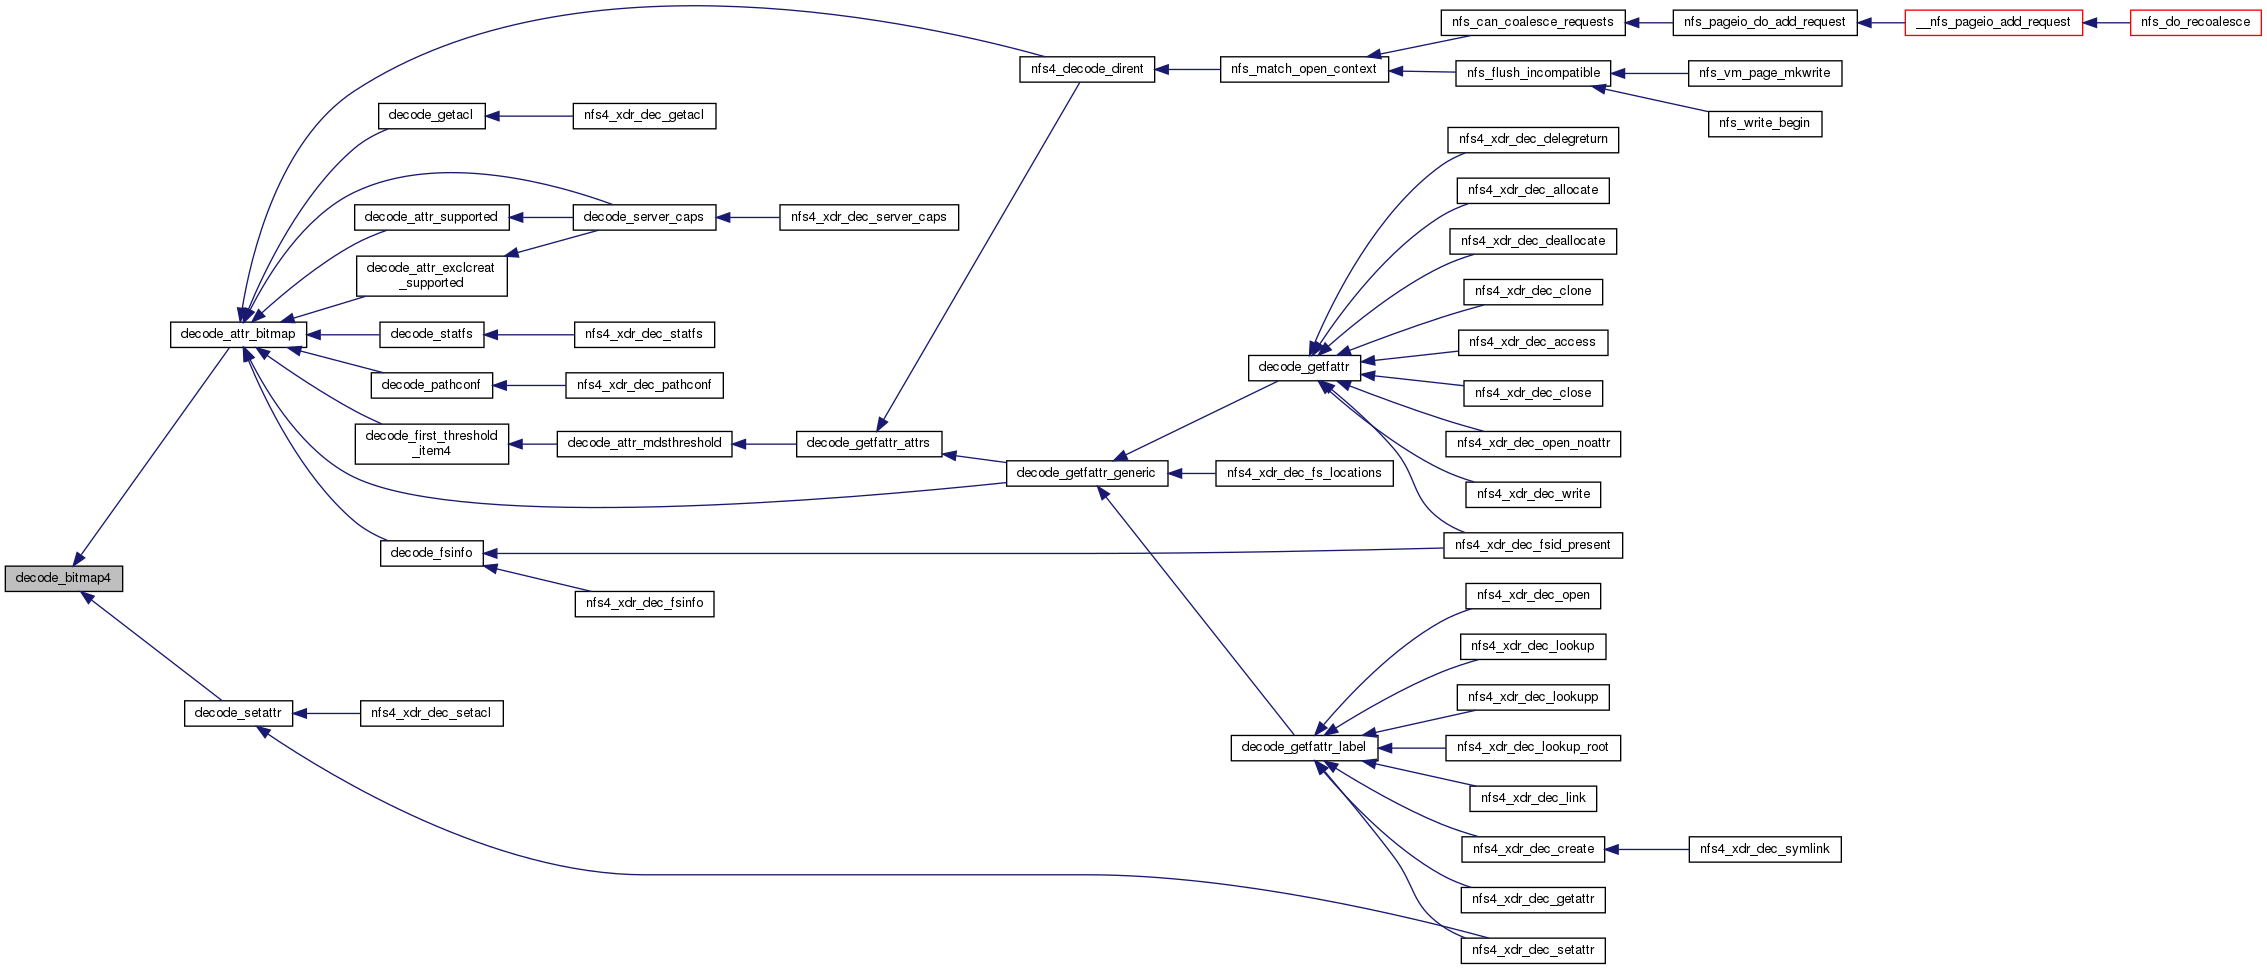 decode_bitmap4
decode_attr_bitmap
decode_setattr
nfs4_xdr_dec_setacl
decode_getacl
nfs4_xdr_dec_getacl
decode_attr_supported
decode_server_caps
nfs4_xdr_dec_server_caps
decode_attr_exclcreat
_supported
decode_statfs
nfs4_xdr_dec_statfs
decode_pathconf
nfs4_xdr_dec_pathconf
decode_first_threshold
_item4
decode_attr_mdsthreshold
decode_getfattr_attrs
decode_fsinfo
nfs4_xdr_dec_fsinfo
nfs4_decode_dirent
nfs_match_open_context
nfs_can_coalesce_requests
nfs_pageio_do_add_request
__nfs_pageio_add_request
nfs_do_recoalesce
nfs_flush_incompatible
nfs_vm_page_mkwrite
nfs_write_begin
decode_getfattr_generic
nfs4_xdr_dec_fs_locations
decode_getfattr
nfs4_xdr_dec_delegreturn
nfs4_xdr_dec_allocate
nfs4_xdr_dec_deallocate
nfs4_xdr_dec_clone
nfs4_xdr_dec_access
nfs4_xdr_dec_close
nfs4_xdr_dec_open_noattr
nfs4_xdr_dec_write
nfs4_xdr_dec_fsid_present
decode_getfattr_label
nfs4_xdr_dec_open
nfs4_xdr_dec_lookup
nfs4_xdr_dec_lookupp
nfs4_xdr_dec_lookup_root
nfs4_xdr_dec_link
nfs4_xdr_dec_create
nfs4_xdr_dec_symlink
nfs4_xdr_dec_getattr
nfs4_xdr_dec_setattr